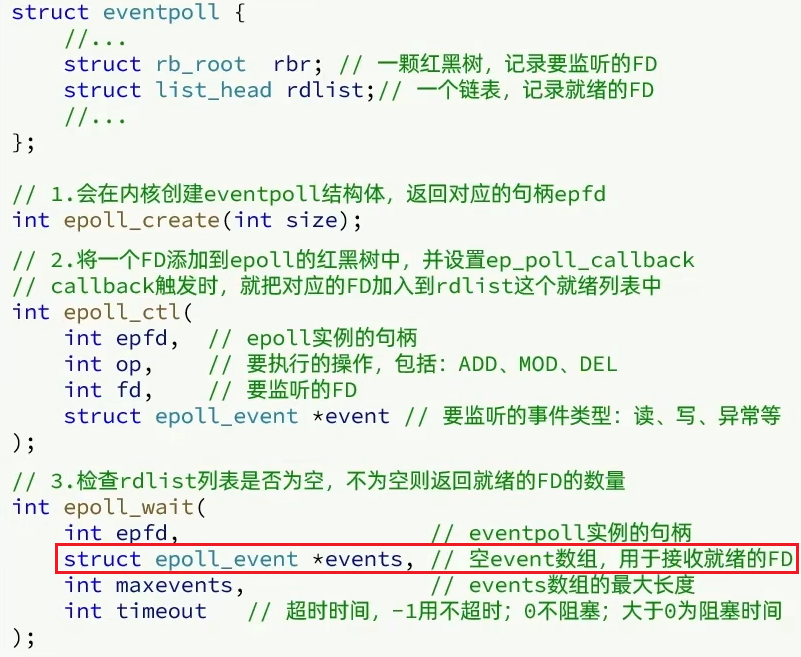 struct eventpoll {
//...
struct rb_root rbr; // 一颗红黑树，记录要监听的FD
struct list_head rdlist;// 一个链表，记录就绪的FD
//...
};
// 1.会在内核创建eventpoll结构体，返回对应的句柄epfd
int epoll_create(int size);
// 2.将一个FD添加到epoll的红黑树中，并设置ep_poll_callback
// callback触发时，就把对应的FD加入到rdlist这个就绪列表中
int epoll_ctl(
int epfd, // epoll实例的句柄
int op, // 要执行的操作，包括：ADD、MOD、DEL
int fd, // 要监听的FD
struct epoll_event *event // 要监听的事件类型：读、写、异常等
);
// 3.检查rdlist列表是否为空，不为空则返回就绪的FD的数量
int epoll_wait(
int epfd, // eventpoll实例的句柄
struct epoll_event *events, // 空event数组，用于接收就绪的FD
int maxevents, // events数组的最大长度
int timeout // 超时时间，-1用不超时；0不阻塞；大于0为阻塞时间
);